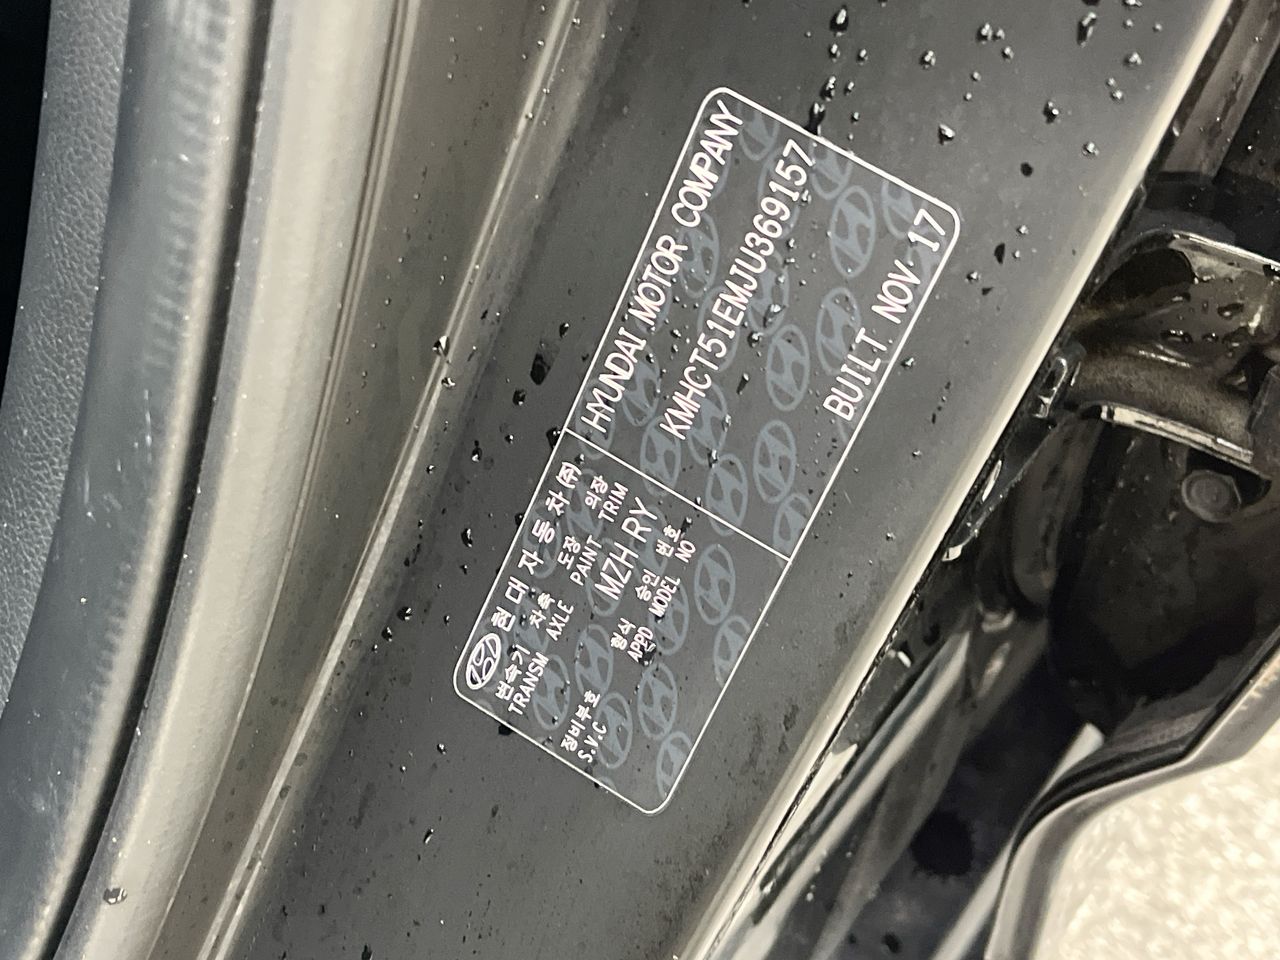 현대자동차(주)
변속기 차축 도장 의장
TRANSM AXLE PAINT TRIM
MZH RY
정비부호 형식 승인 번호
S.V.C APPD MODEL NO
HYUNDAI MOTOR COMPANY
KMHCT51EMJU369157
BUILT NOV 17